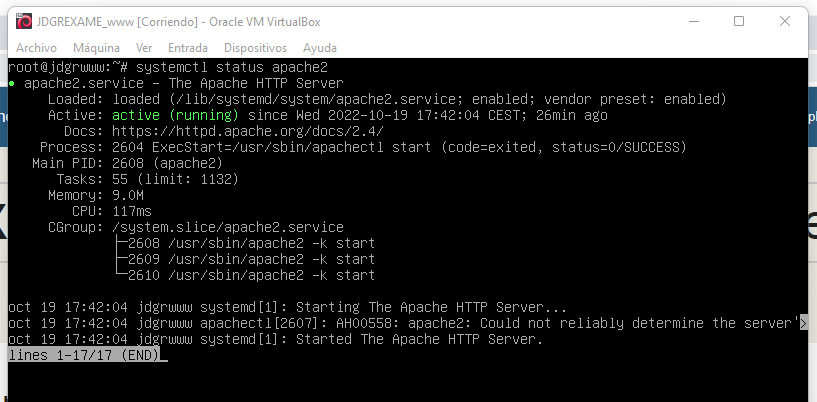 JDGREXAME_www [Corriendo] - Oracle VM VirtualBox
Archivo Máquina Ver Entrada Dispositivos Ayuda
root@jdgrwww:~# systemctl status apache2
● apache2.service - The Apache HTTP Server
Loaded: loaded (/lib/systemd/system/apache2.service; enabled; vendor preset: enabled)
Active: active (running) since Wed 2022-10-19 17:42:04 CEST; 26min ago
Docs: https://httpd.apache.org/docs/2.4/
Process: 2604 ExecStart=/usr/sbin/apachectl start (code=exited, status=0/SUCCESS)
Main PID: 2608 (apache2)
Tasks: 55 (limit: 1132)
Memory: 9.0M
CPU: 117ms
CGroup: /system.slice/apache2.service
├─2608 /usr/sbin/apache2 -k start
├─2609 /usr/sbin/apache2 -k start
└─2610 /usr/sbin/apache2 -k start
oct 19 17:42:04 jdgrwww systemd[1]: Starting The Apache HTTP Server...
oct 19 17:42:04 jdgrwww apachectl[2607]: AH00558: apache2: Could not reliably determine the server'>
oct 19 17:42:04 jdgrwww systemd[1]: Started The Apache HTTP Server.
lines 1-17/17 (END)